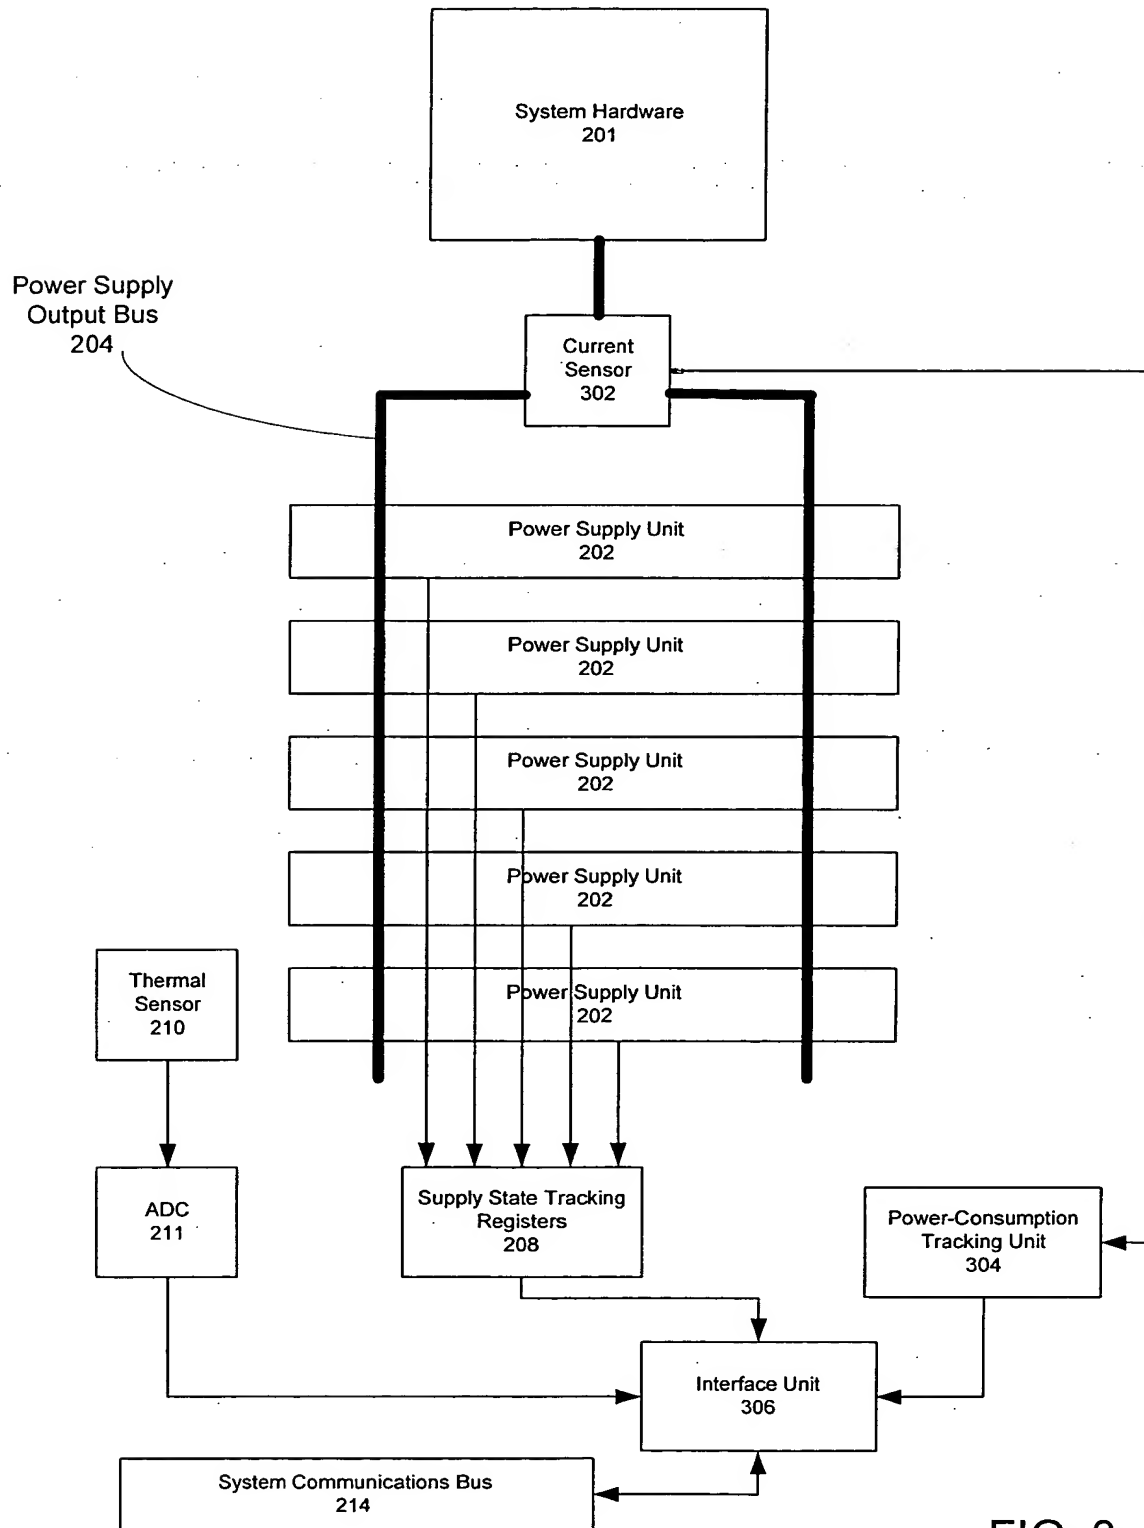 System Hardware
201
Power Supply
Output Bus
204
Current
Sensor
302
Power Supply Unit
202
Power Supply Unit
202
Power Supply Unit
202
Power Supply Unit
202
Power Supply Unit
202
Thermal
Sensor
210
ADC
211
Supply State Tracking
Registers
208
Power-Consumption
Tracking Unit
304
Interface Unit
306
System Communications Bus
214
FIG.